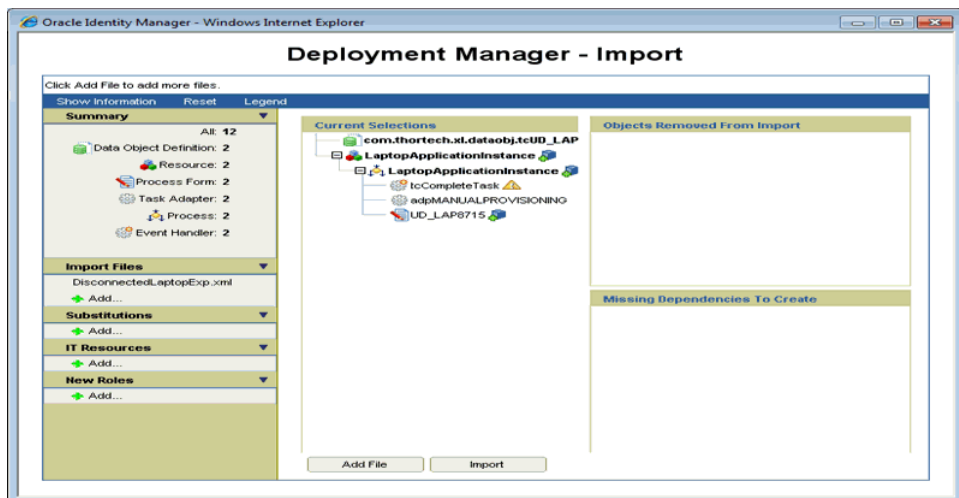 Oracle Identity Manager - Windows Internet Explorer
Deployment Manager - Import
Click Add File to add more files.
Show Information Reset Legend
Summary
All: 12
Data Object Definition: 2
Resource: 2
Process Form: 2
Task Adapter: 2
Process: 2
Event Handler: 2
Import Files
DisconnectedLaptopExp.xml
Add...
Substitutions
Add...
IT Resources
Add...
New Roles
Add...
Current Selections
com.thortech.xl.dataobj.tcUD_LAP
LaptopApplicationInstance
LaptopApplicationInstance
tcCompleteTask
adpMANUALPROVISIONING
UD_LAP8715
Add File Import
Objects Removed From Import
Missing Dependencies To Create